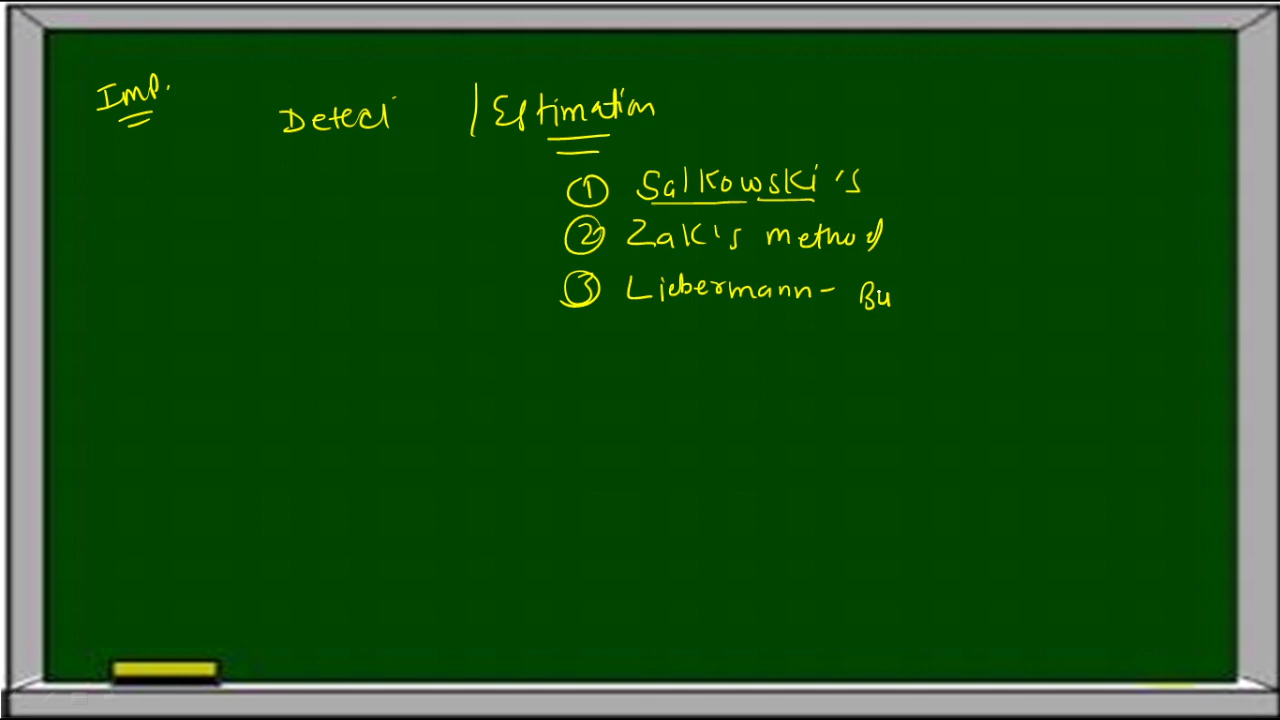 Imp.
Detect / Estimation
① Salkowski's
② Zak's method
③ Liebermann - Bu